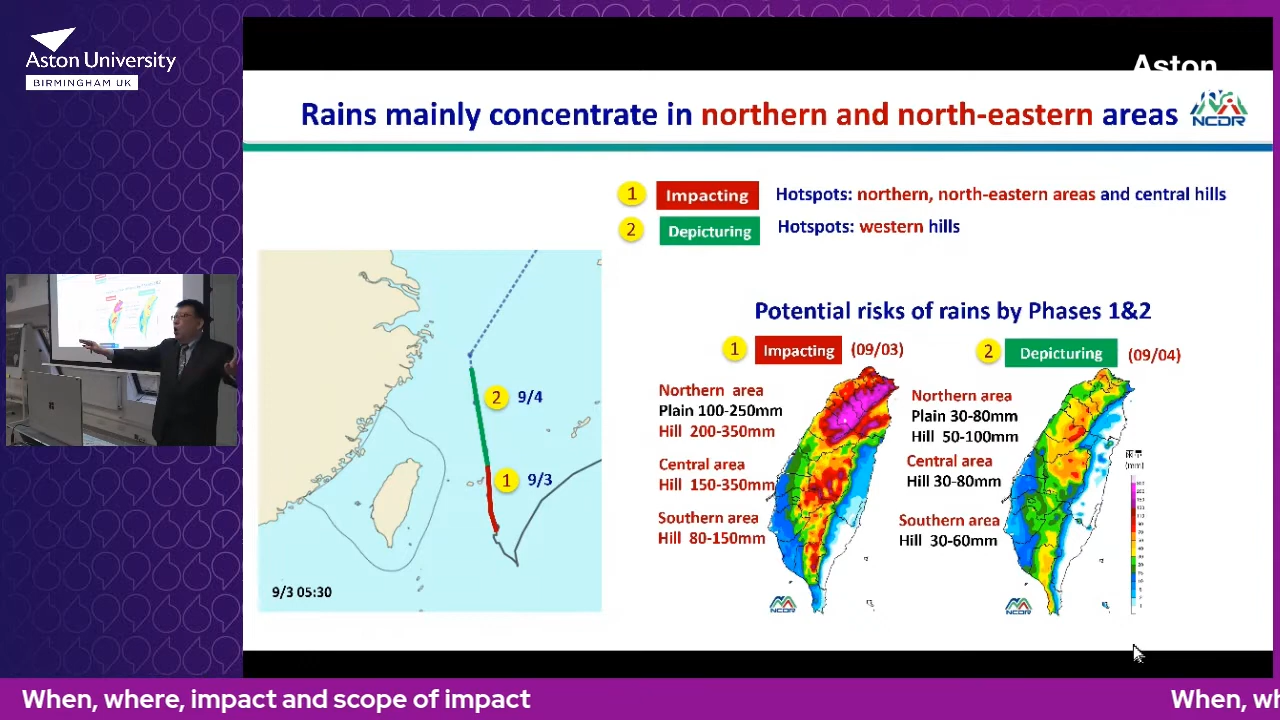 Aston University
BIRMINGHAM UK
Aston
Rains mainly concentrate in northern and north-eastern areas
NCDR
1 Impacting Hotspots: northern, north-eastern areas and central hills
2 Depicturing Hotspots: western hills
2 9/4
1 9/3
9/3 05:30
Potential risks of rains by Phases 1&2
1 Impacting (09/03)
Northern area
Plain 100-250mm
Hill 200-350mm
Central area
Hill 150-350mm
Southern area
Hill 80-150mm
NCDR
2 Depicturing (09/04)
Northern area
Plain 30-80mm
Hill 50-100mm
Central area
Hill 30-80mm
Southern area
Hill 30-60mm
NCDR
(mm)
When, where, impact and scope of impact
When, wh